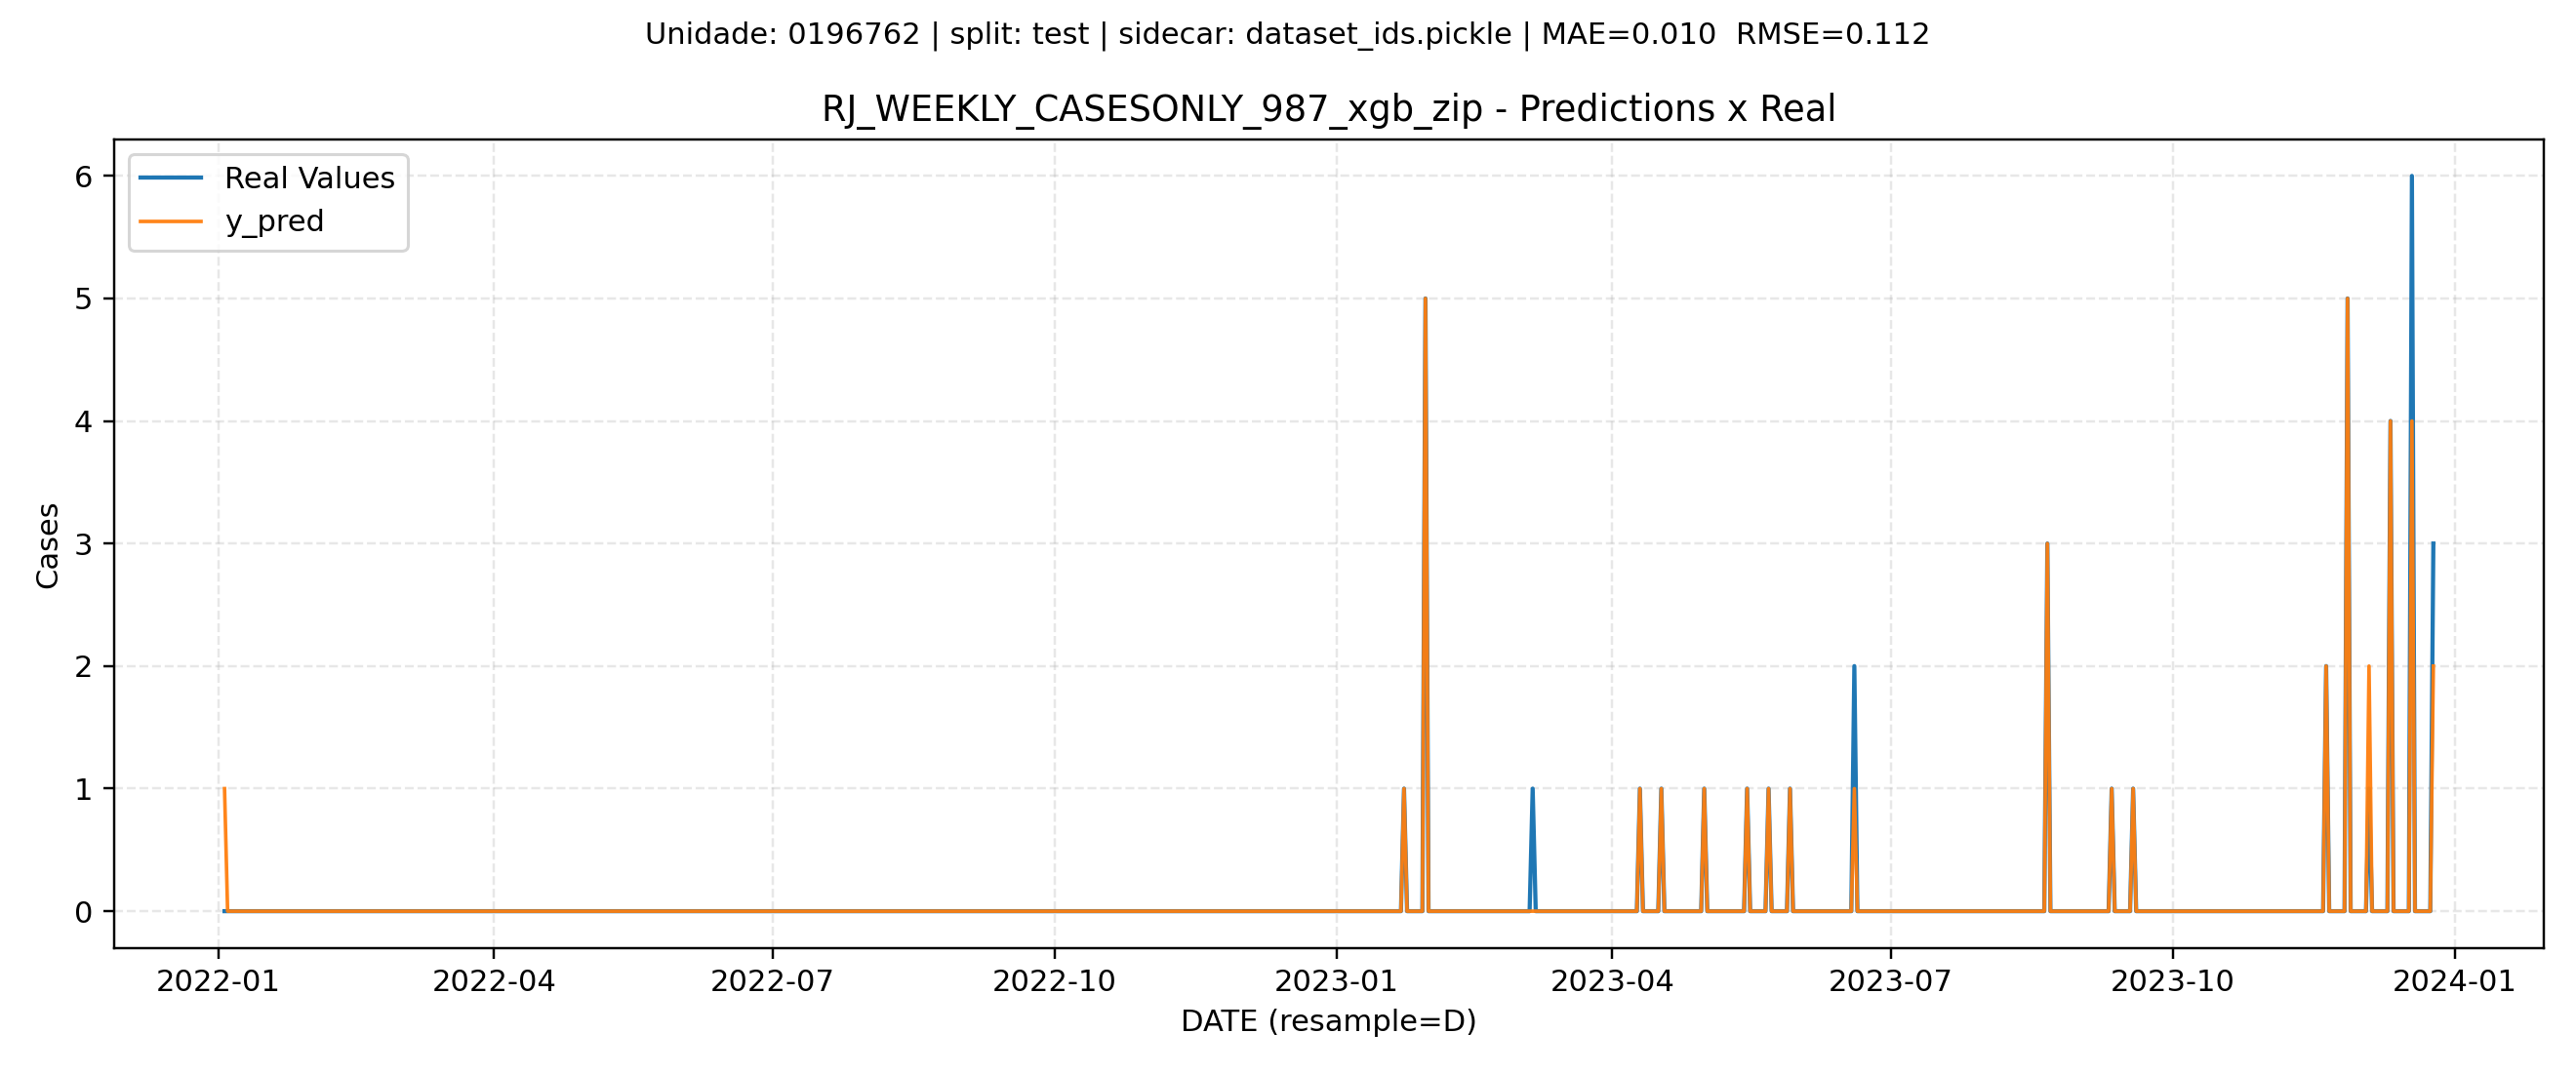 Unidade: 0196762 | split: test | sidecar: dataset_ids.pickle | MAE=0.010  RMSE=0.112
RJ_WEEKLY_CASESONLY_987_xgb_zip - Predictions x Real
Real Values
y_pred
6
5
4
3
2
1
0
Cases
2022-01
2022-04
2022-07
2022-10
2023-01
2023-04
2023-07
2023-10
2024-01
DATE (resample=D)